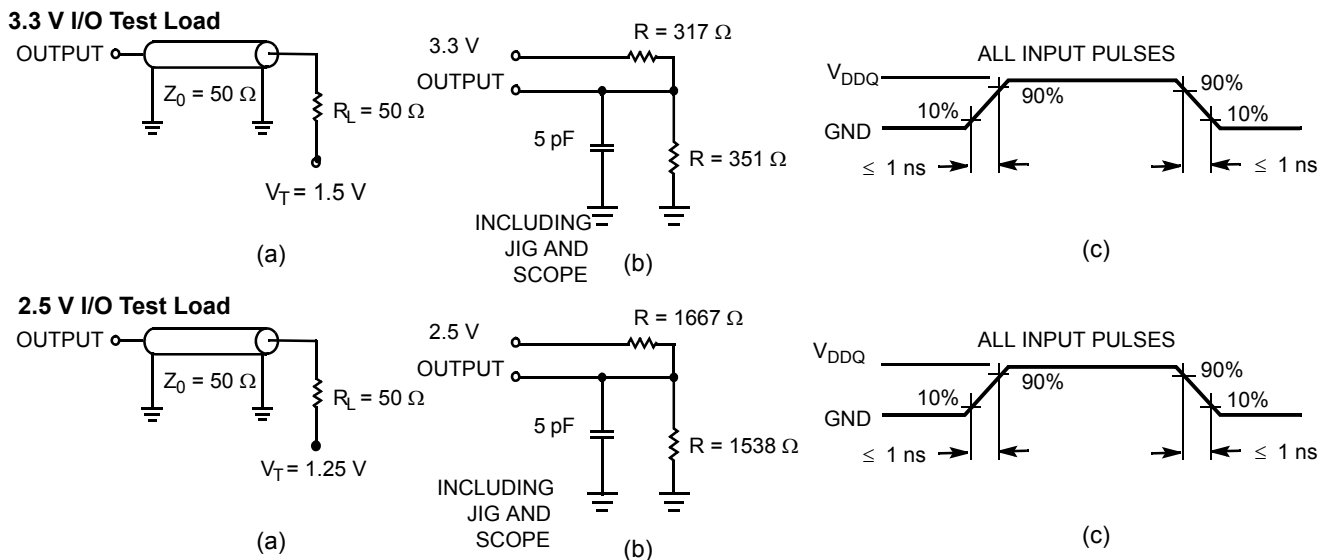 3.3 V I/O Test Load
OUTPUT
Z0 = 50 Ω
RL = 50 Ω
VT = 1.5 V
(a)
3.3 V
OUTPUT
R = 317 Ω
5 pF
R = 351 Ω
INCLUDING
JIG AND
SCOPE
(b)
ALL INPUT PULSES
VDDQ
GND
10%
90%
90%
10%
≤ 1 ns
≤ 1 ns
(c)
2.5 V I/O Test Load
OUTPUT
Z0 = 50 Ω
RL = 50 Ω
VT = 1.25 V
(a)
2.5 V
OUTPUT
R = 1667 Ω
5 pF
R = 1538 Ω
INCLUDING
JIG AND
SCOPE
(b)
ALL INPUT PULSES
VDDQ
GND
10%
90%
90%
10%
≤ 1 ns
≤ 1 ns
(c)